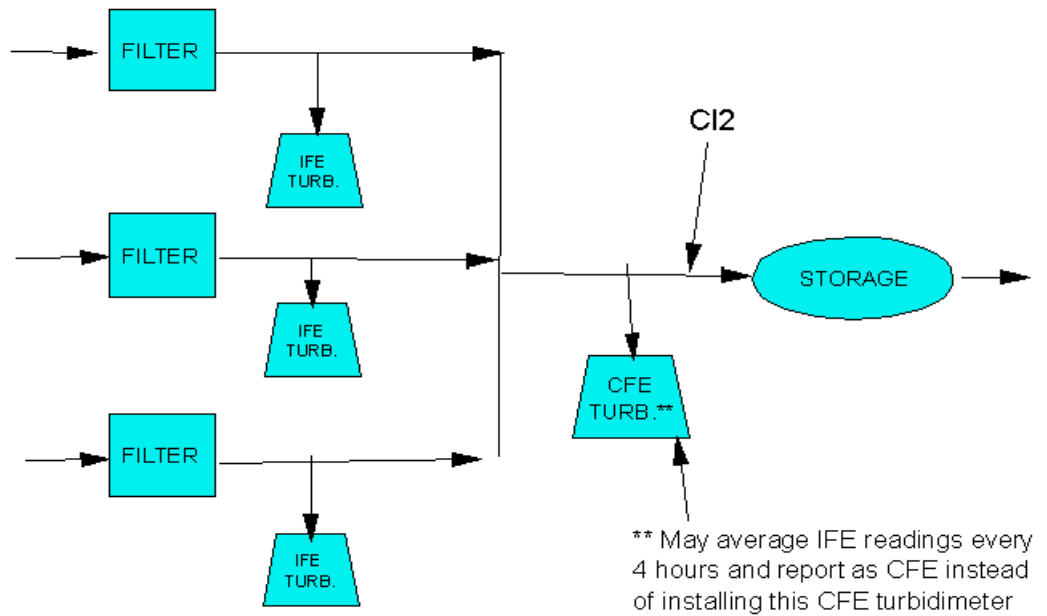 FILTER
IFE
TURB.
Cl2
FILTER
IFE
TURB.
STORAGE
CFE
TURB.**
FILTER
IFE
TURB.
** May average IFE readings every
4 hours and report as CFE instead
of installing this CFE turbidimeter